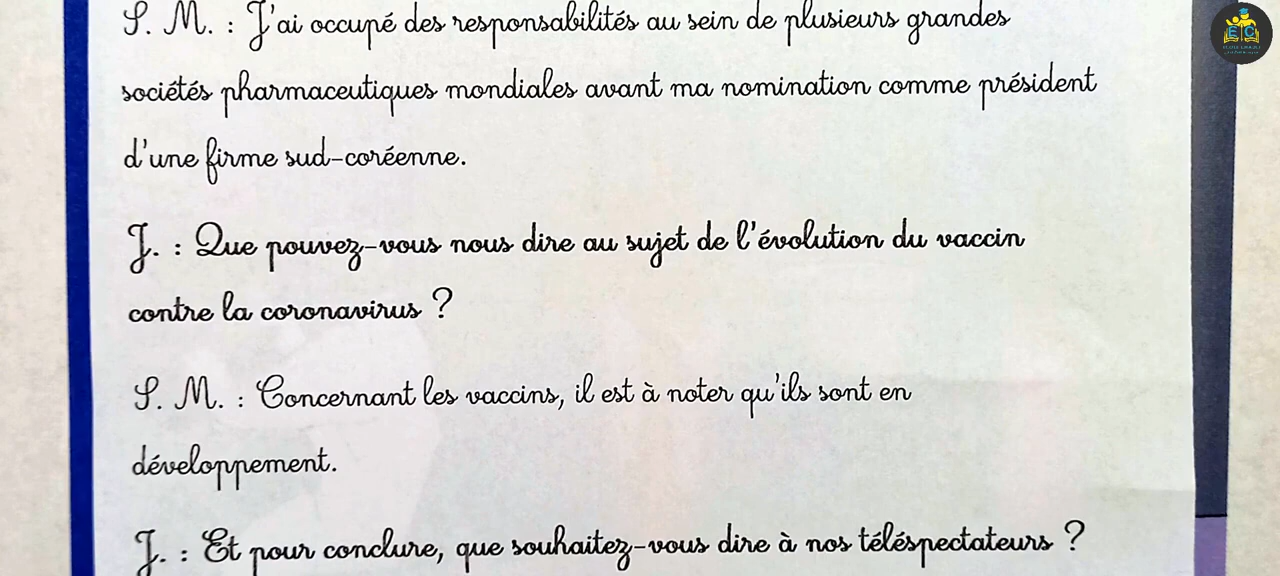 S. M. : J'ai occupé des responsabilités au sein de plusieurs grandes
sociétés pharmaceutiques mondiales avant ma nomination comme président
d'une firme sud-coréenne.
J. : Que pouvez-vous nous dire au sujet de l'évolution du vaccin
contre la coronavirus ?
S. M. : Concernant les vaccins, il est à noter qu'ils sont en
développement.
J. : Et pour conclure, que souhaitez-vous dire à nos téléspectateurs ?
EC